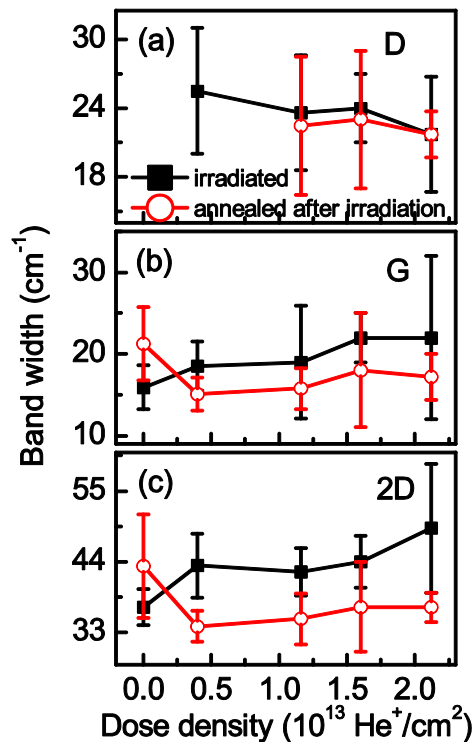 (a) D
30
24
18
irradiated
annealed after irradiation
(b) G
30
20
10
Band width (cm⁻¹)
(c) 2D
55
44
33
0.0 0.5 1.0 1.5 2.0
Dose density (10¹³ He⁺/cm²)